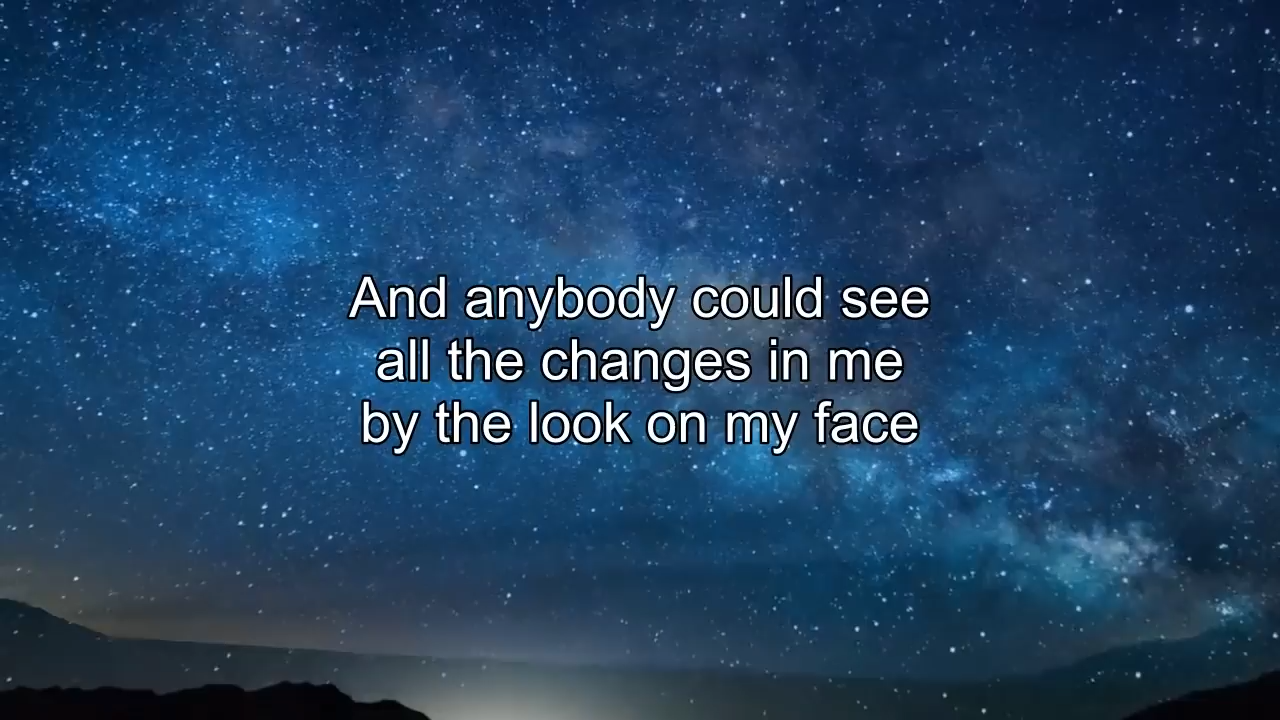 And anybody could see
all the changes in me
by the look on my face